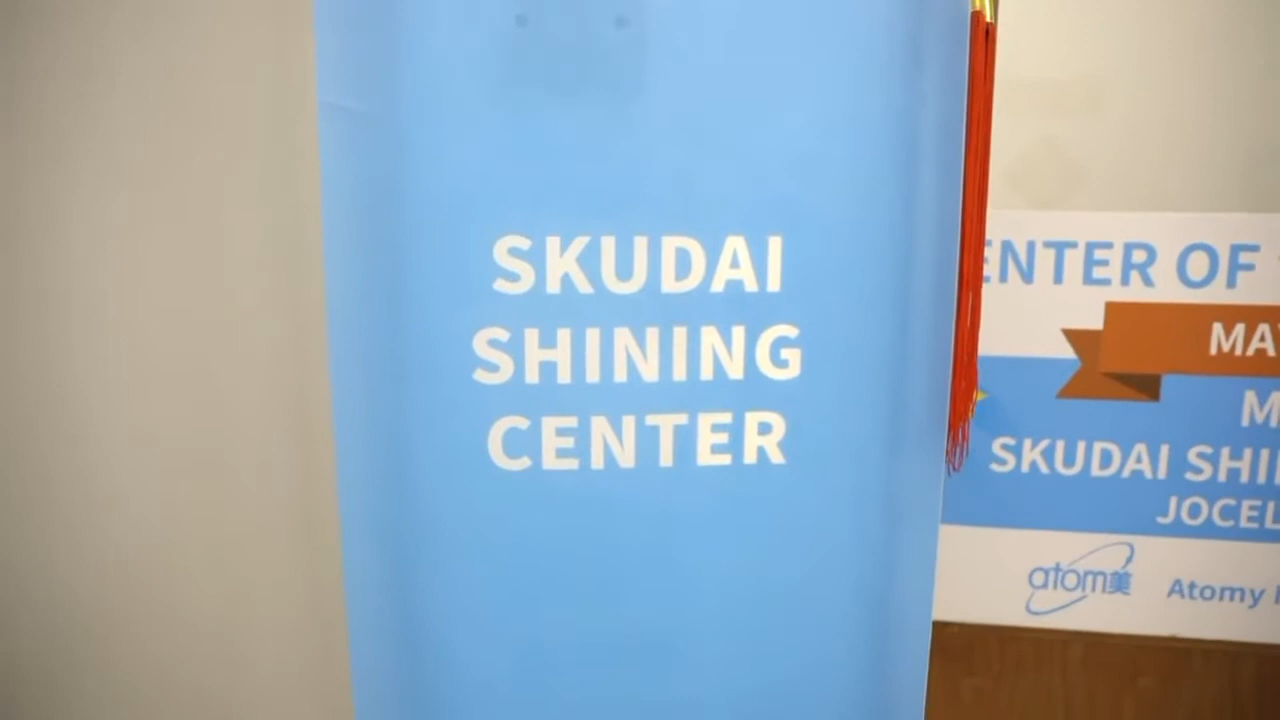 SKUDAI
SHINING
CENTER
ENTER OF
MA
M
SKUDAI SHI
JOCEL
atom美
Atomy